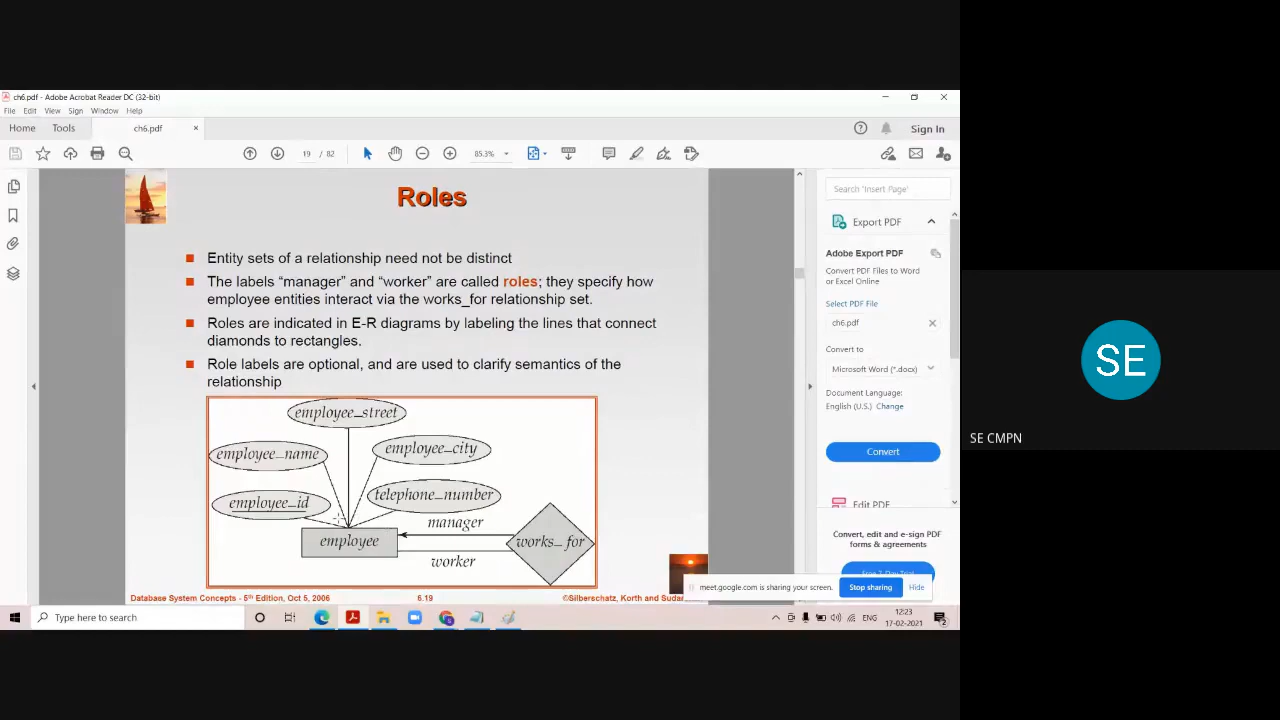 ch6.pdf - Adobe Acrobat Reader DC (32-bit)
File Edit View Sign Window Help
Home Tools ch6.pdf × Sign In
19 / 82 85.3%
Roles
Entity sets of a relationship need not be distinct
The labels “manager” and “worker” are called roles; they specify how
employee entities interact via the works_for relationship set.
Roles are indicated in E-R diagrams by labeling the lines that connect
diamonds to rectangles.
Role labels are optional, and are used to clarify semantics of the
relationship
employee_street
employee_name
employee_city
employee_id
telephone_number
manager
employee
works_for
worker
Database System Concepts - 5th Edition, Oct 5, 2006 6.19 ©Silberschatz, Korth and
Search 'Insert Page'
Export PDF
Adobe Export PDF
Convert PDF Files to Word
or Excel Online
Select PDF File
ch6.pdf
Convert to
Microsoft Word (*.docx)
Document Language:
English (U.S.) Change
Convert
Edit PDF
Convert, edit and e-sign PDF
forms & agreements
meet.google.com is sharing your screen. Stop sharing Hide
Type here to search
ENG
12:23
17-02-2021
2
SE
SE CMPN